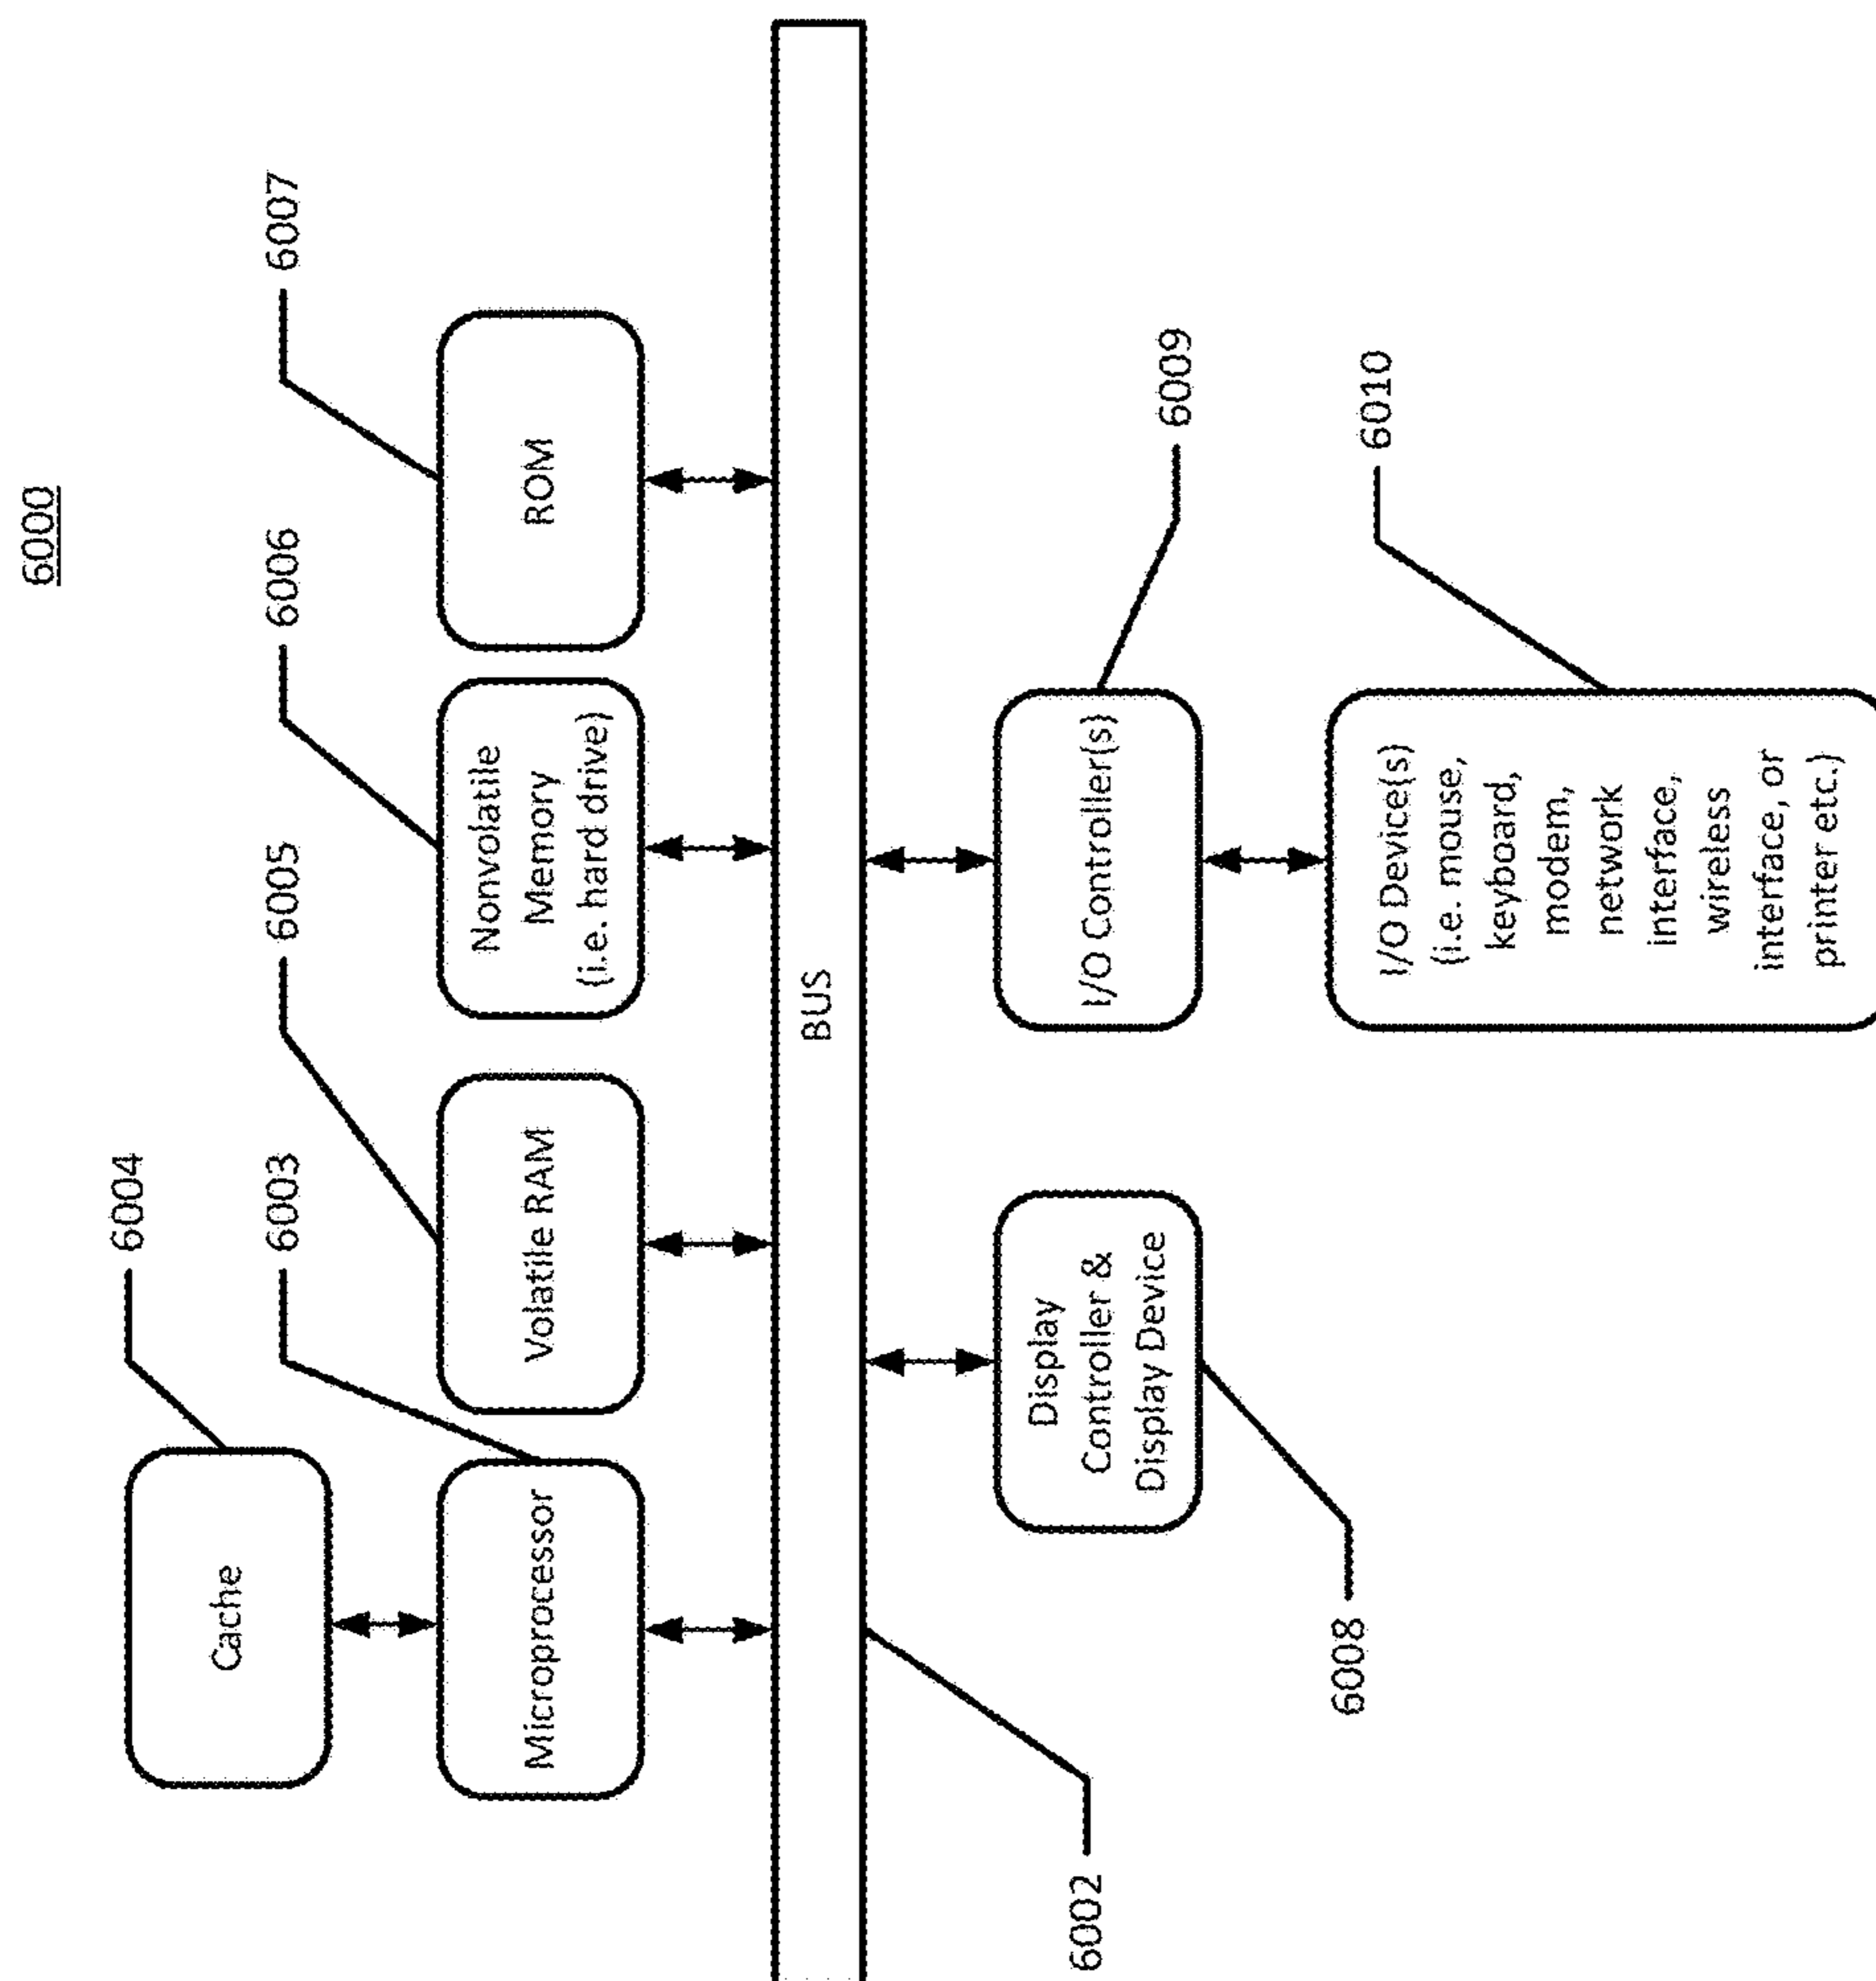 6000
6004
6003
6005
6006
6007
Cache
Microprocessor
Volatile RAM
Nonvolatile
Memory
(i.e. hard drive)
ROM
BUS
6002
Display
Controller &
Display Device
6008
I/O Controller(s)
6009
I/O Device(s)
(i.e. mouse,
keyboard,
modem,
network
interface,
wireless
interface, or
printer etc.)
6010